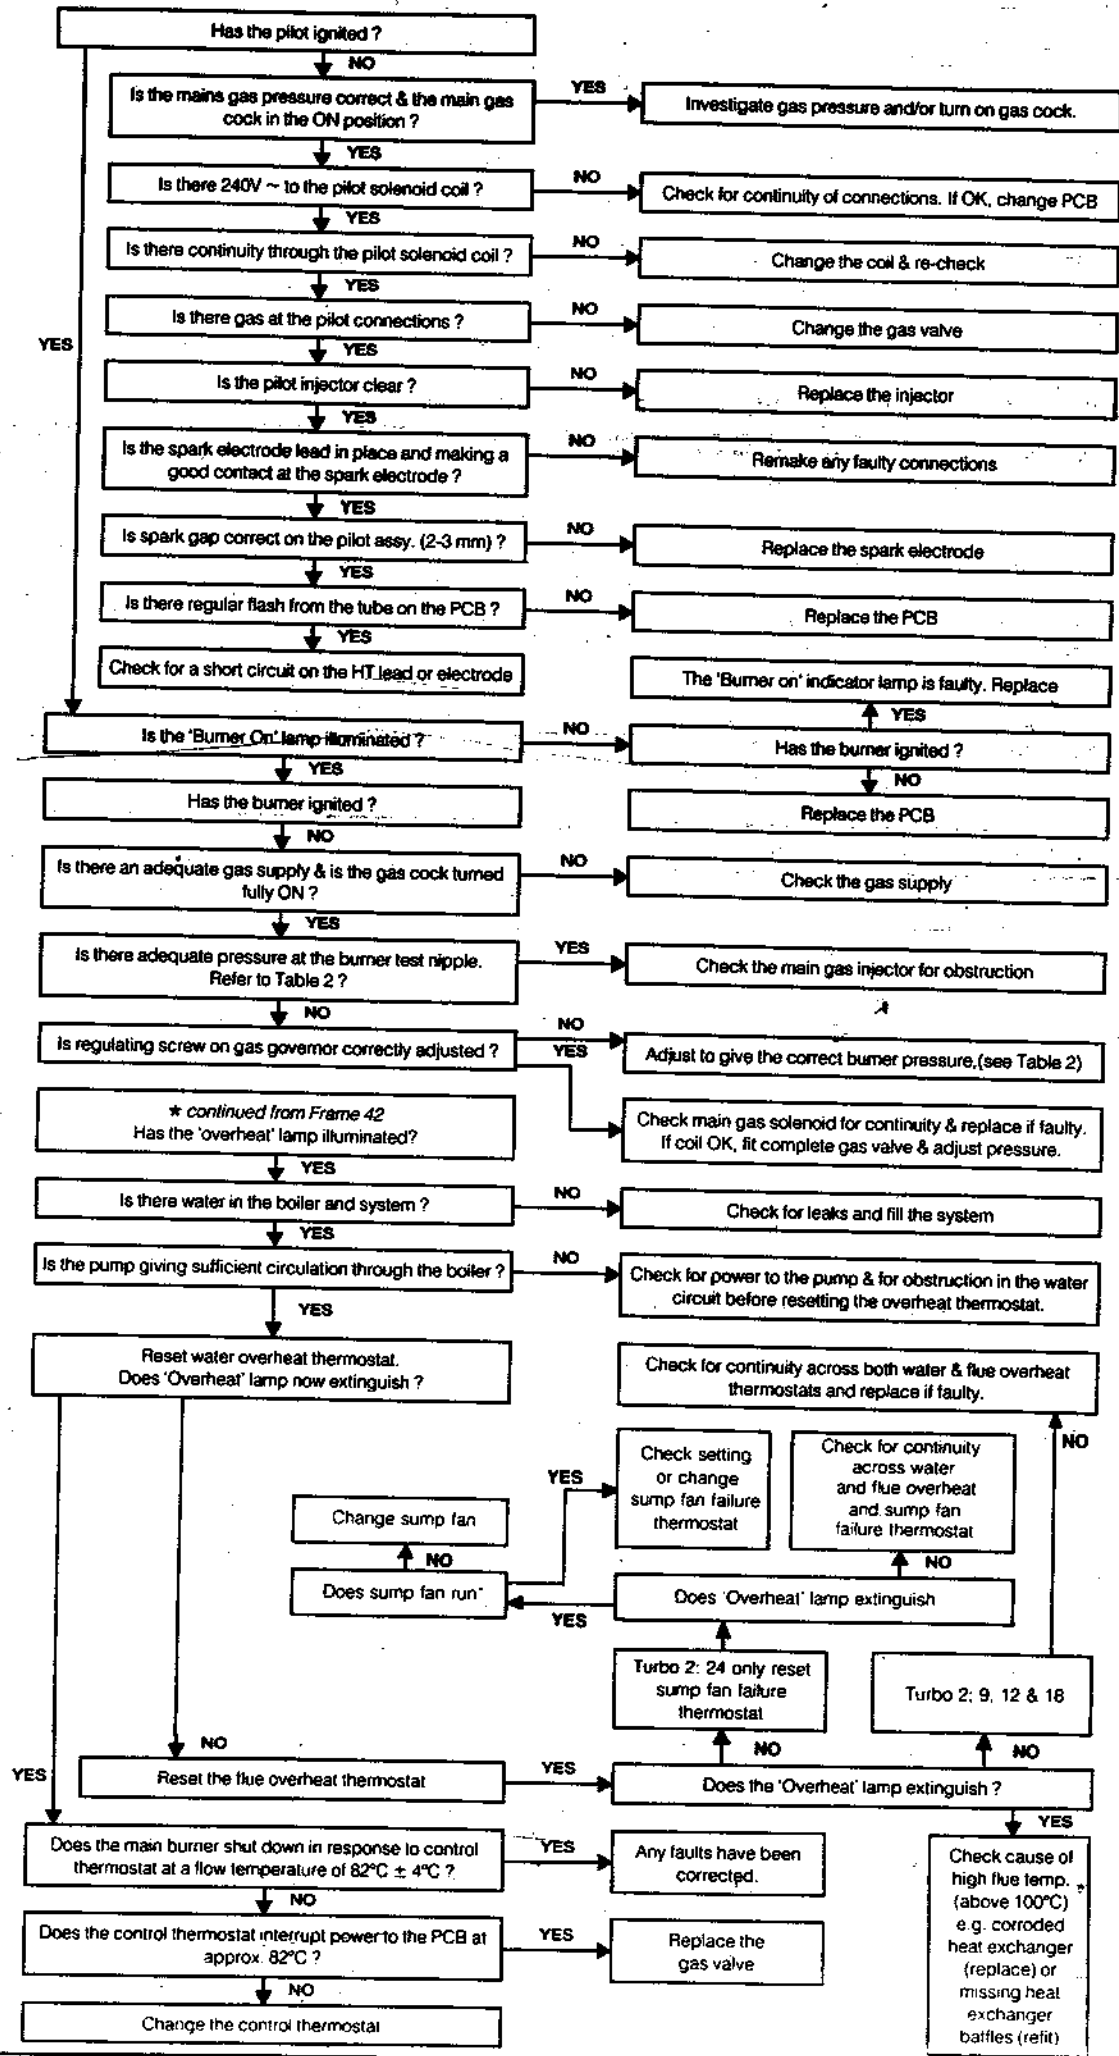 Has the pilot ignited ?
NO
Is the mains gas pressure correct & the main gas
cock in the ON position ?
YES
Investigate gas pressure and/or turn on gas cock.
YES
Is there 240V ~ to the pilot solenoid coil ?
NO
Check for continuity of connections. If OK, change PCB
YES
Is there continuity through the pilot solenoid coil ?
NO
Change the coil & re-check
YES
Is there gas at the pilot connections ?
NO
Change the gas valve
YES
YES
Is the pilot injector clear ?
NO
Replace the injector
YES
Is the spark electrode lead in place and making a
good contact at the spark electrode ?
NO
Remake any faulty connections
YES
Is spark gap correct on the pilot assy. (2-3 mm) ?
NO
Replace the spark electrode
YES
Is there regular flash from the tube on the PCB ?
NO
Replace the PCB
YES
Check for a short circuit on the HT lead or electrode
The 'Burner on' indicator lamp is faulty. Replace
YES
Is the 'Burner On' lamp illuminated ?
NO
Has the burner ignited ?
YES
NO
Has the burner ignited ?
Replace the PCB
NO
Is there an adequate gas supply & is the gas cock turned
fully ON ?
NO
Check the gas supply
YES
Is there adequate pressure at the burner test nipple.
Refer to Table 2 ?
YES
Check the main gas injector for obstruction
NO
Is regulating screw on gas governor correctly adjusted ?
NO
YES
Adjust to give the correct burner pressure,(see Table 2)
★ continued from Frame 42
Has the 'overheat' lamp illuminated?
Check main gas solenoid for continuity & replace if faulty.
If coil OK, fit complete gas valve & adjust pressure.
YES
Is there water in the boiler and system ?
NO
Check for leaks and fill the system
YES
Is the pump giving sufficient circulation through the boiler ?
NO
Check for power to the pump & for obstruction in the water
circuit before resetting the overheat thermostat.
YES
Reset water overheat thermostat.
Does 'Overheat' lamp now extinguish ?
Check for continuity across both water & flue overheat
thermostats and replace if faulty.
NO
Check setting
or change
sump fan failure
thermostat
Check for continuity
across water
and flue overheat
and sump fan
failure thermostat
YES
Change sump fan
NO
NO
Does sump fan run
YES
Does 'Overheat' lamp extinguish
Turbo 2: 24 only reset
sump fan failure
thermostat
Turbo 2; 9, 12 & 18
NO
NO
NO
YES
Reset the flue overheat thermostat
YES
Does the 'Overheat' lamp extinguish ?
YES
Does the main burner shut down in response to control
thermostat at a flow temperature of 82°C ± 4°C ?
YES
Any faults have been
corrected.
Check cause of
high flue temp.
(above 100°C)
e.g. corroded
heat exchanger
(replace) or
missing heat
exchanger
baffles (refit)
NO
Does the control thermostat interrupt power to the PCB at
approx. 82°C ?
YES
Replace the
gas valve
NO
Change the control thermostat